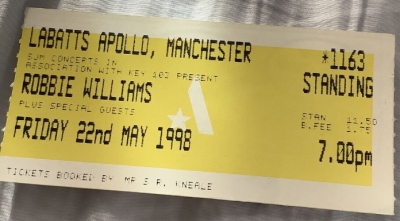 LABATTS APOLLO, MANCHESTER
*1163
SJM CONCEPTS IN
ASSOCIATION WITH KEY 103 PRESENT
STANDING
ROBBIE WILLIAMS
PLUS SPECIAL GUESTS
STAN 11.50
B.FEE 1.75
FRIDAY 22nd MAY 1998
7.00pm
TICKETS BOOKED BY MR S R. KNEALE